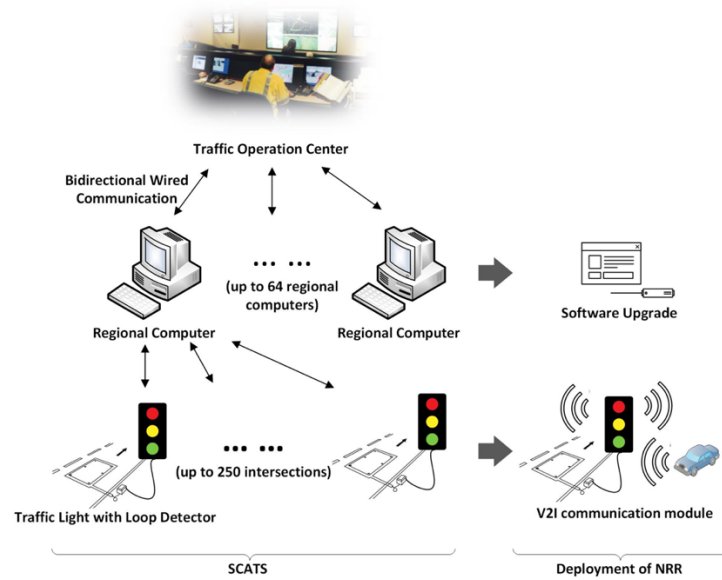 Traffic Operation Center
Bidirectional Wired
Communication
... ...
(up to 64 regional
computers)
Regional Computer
Regional Computer
Software Upgrade
... ...
(up to 250 intersections)
Traffic Light with Loop Detector
V2I communication module
SCATS
Deployment of NRR